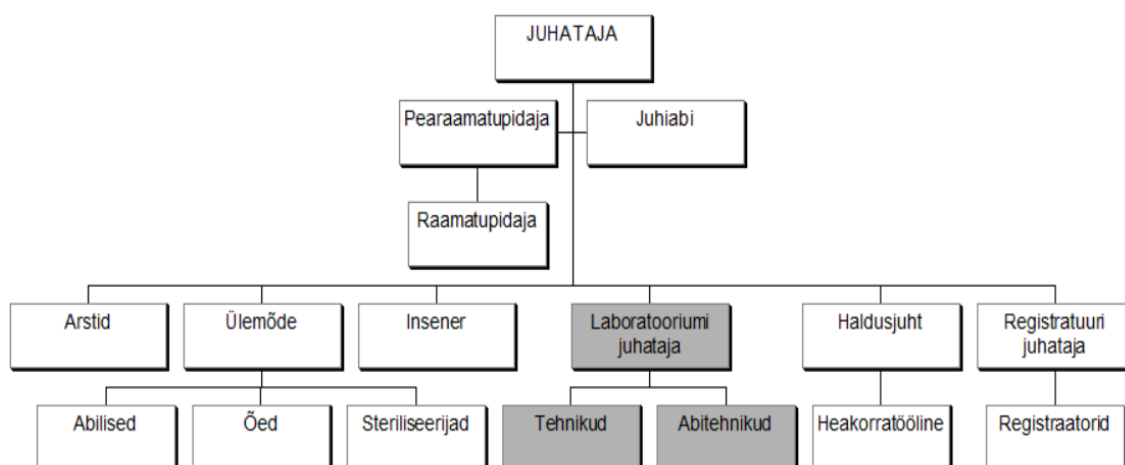 JUHATAJA
Pearaamatupidaja
Juhiabi
Raamatupidaja
Arstid
Ülemõde
Insener
Laboratooriumi
juhataja
Haldusjuht
Registratuuri
juhataja
Abilised
Õed
Steriliseerijad
Tehnikud
Abitehnikud
Heakorratööline
Registraatorid